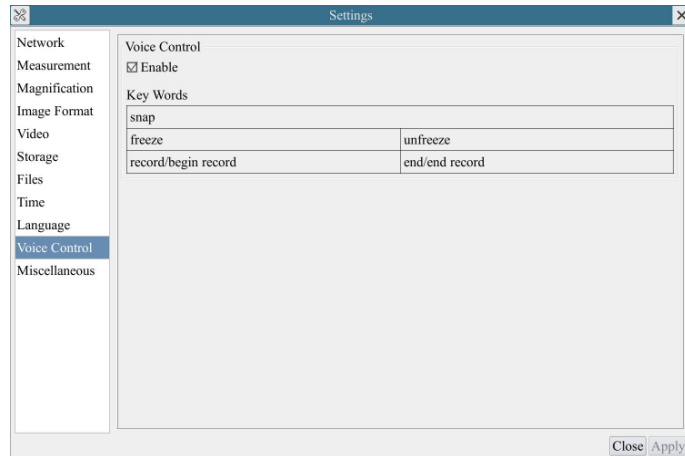 Settings
Network
Measurement
Magnification
Image Format
Video
Storage
Files
Time
Language
Voice Control
Miscellaneous
Voice Control
Enable
Key Words
snap
freeze unfreeze
record/begin record end/end record
Close Apply